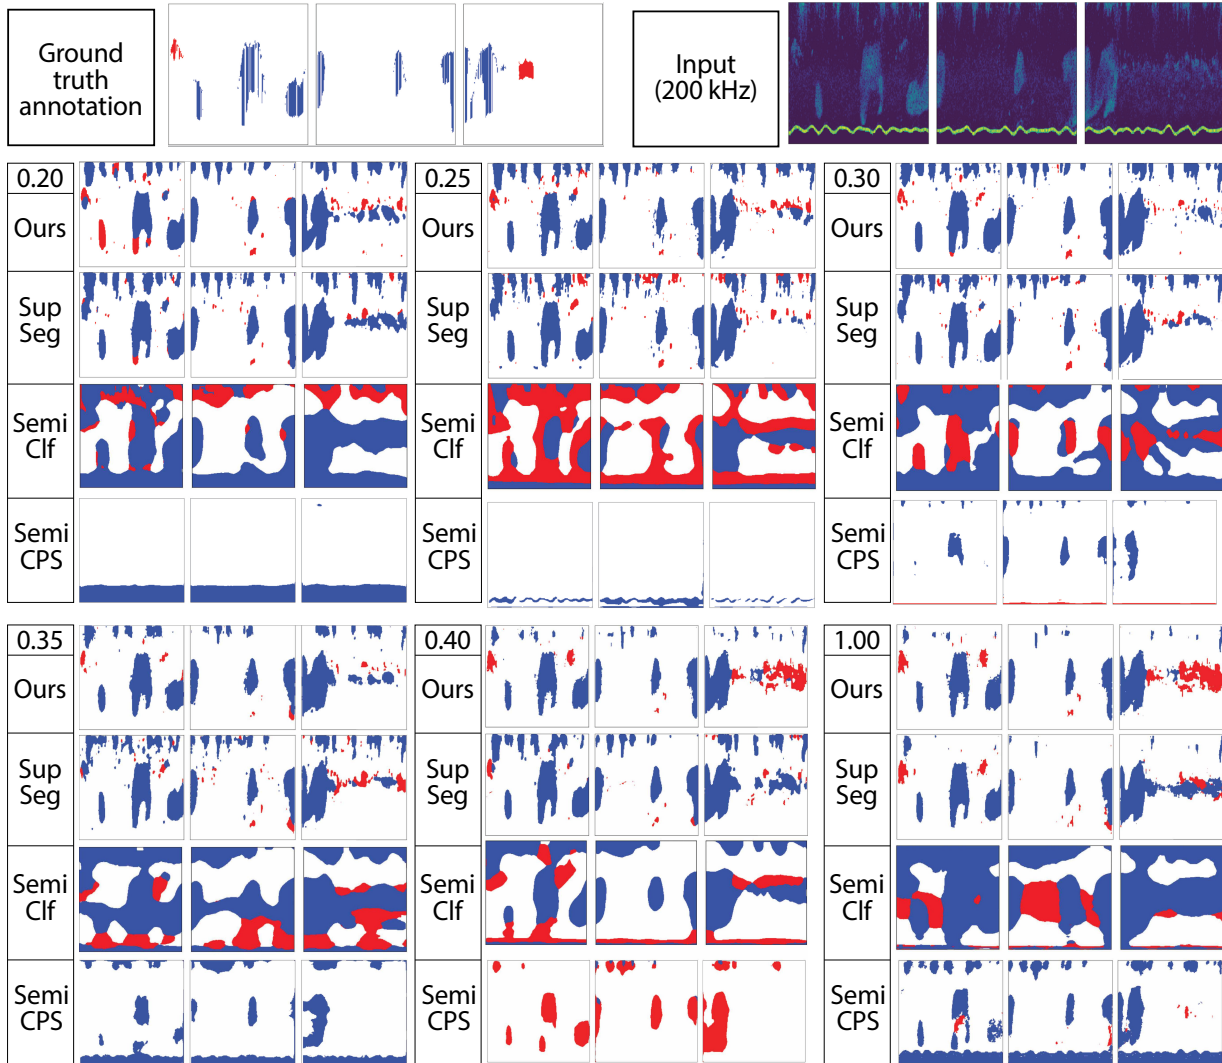 Ground
truth
annotation
Input
(200 kHz)
0.20
Ours
Sup
Seg
Semi
Clf
Semi
CPS
0.25
Ours
Sup
Seg
Semi
Clf
Semi
CPS
0.30
Ours
Sup
Seg
Semi
Clf
Semi
CPS
0.35
Ours
Sup
Seg
Semi
Clf
Semi
CPS
0.40
Ours
Sup
Seg
Semi
Clf
Semi
CPS
1.00
Ours
Sup
Seg
Semi
Clf
Semi
CPS